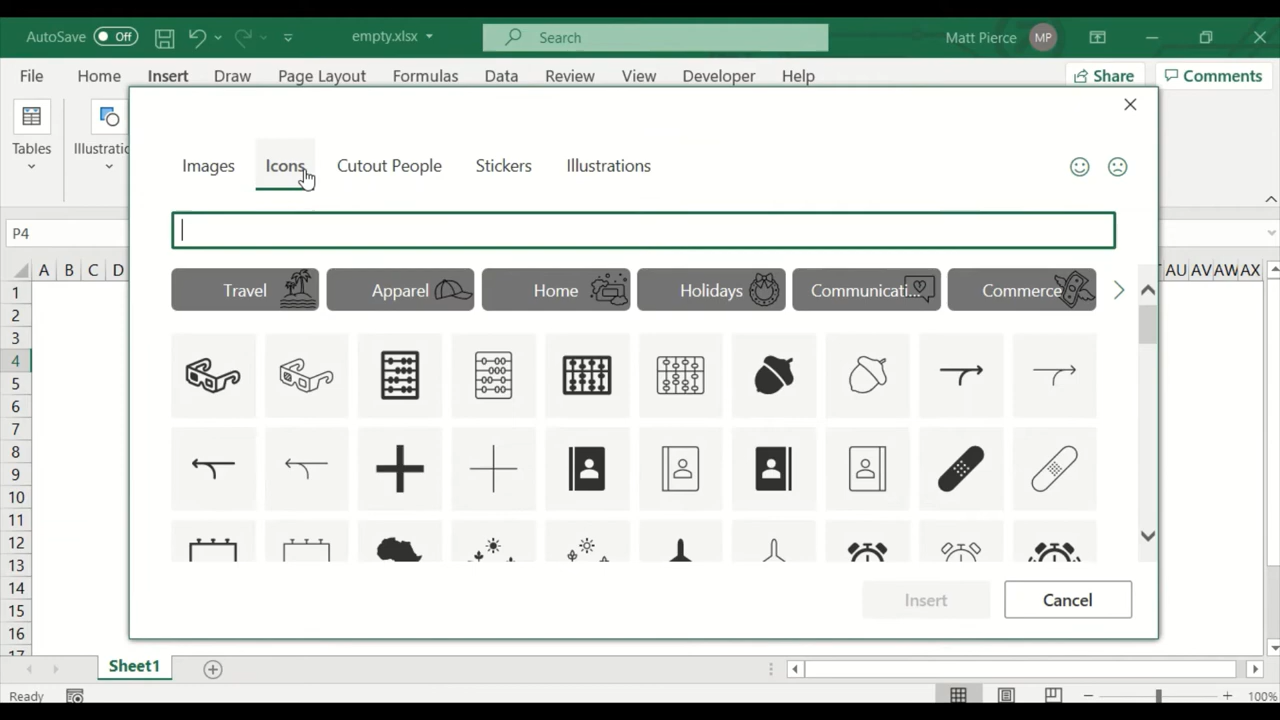 AutoSave Off empty.xlsx Search Matt Pierce MP
File Home Insert Draw Page Layout Formulas Data Review View Developer Help Share Comments
Tables
Images Icons Cutout People Stickers Illustrations
P4
A B C D AU AV AW AX
Travel Apparel Home Holidays Communicati... Commerce
1
2
3
4
5
6
7
8
9
10
11
12
13
14
15
16
17
Insert Cancel
Sheet1
Ready 100%